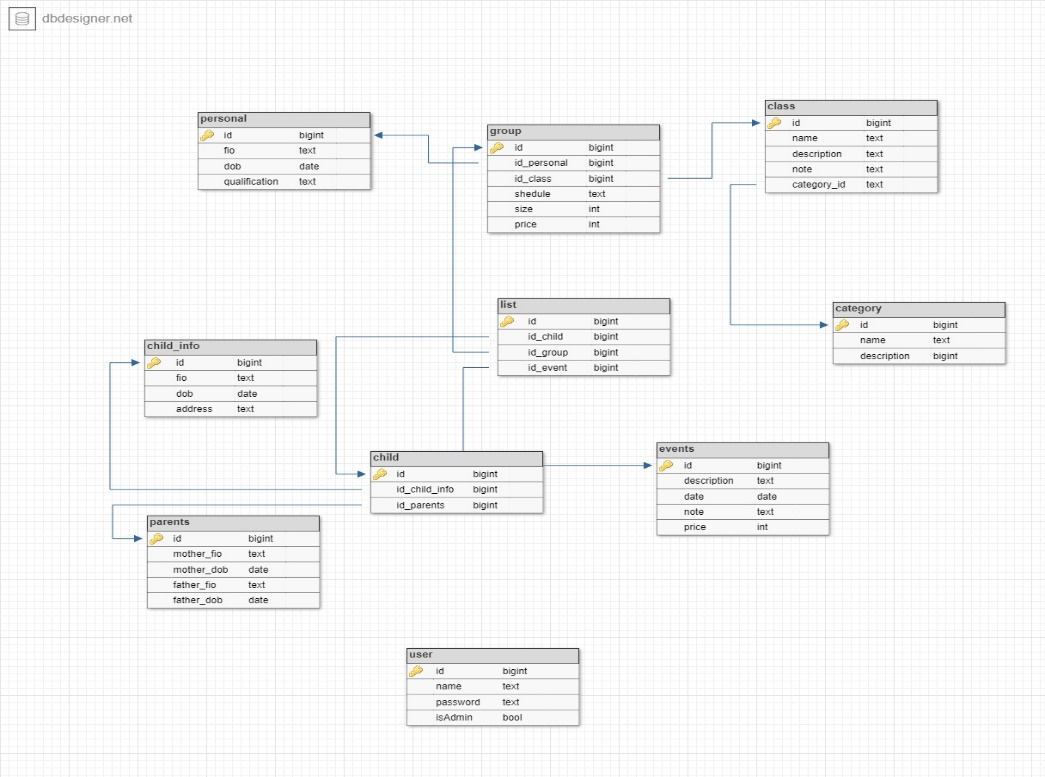 dbdesigner.net
personal
id bigint
fio text
dob date
qualification text
group
id bigint
id_personal bigint
id_class bigint
shedule text
size int
price int
class
id bigint
name text
description text
note text
category_id text
list
id bigint
id_child bigint
id_group bigint
id_event bigint
category
id bigint
name text
description bigint
child_info
id bigint
fio text
dob date
address text
child
id bigint
id_child_info bigint
id_parents bigint
events
id bigint
description text
date date
note text
price int
parents
id bigint
mother_fio text
mother_dob date
father_fio text
father_dob date
user
id bigint
name text
password text
isAdmin bool